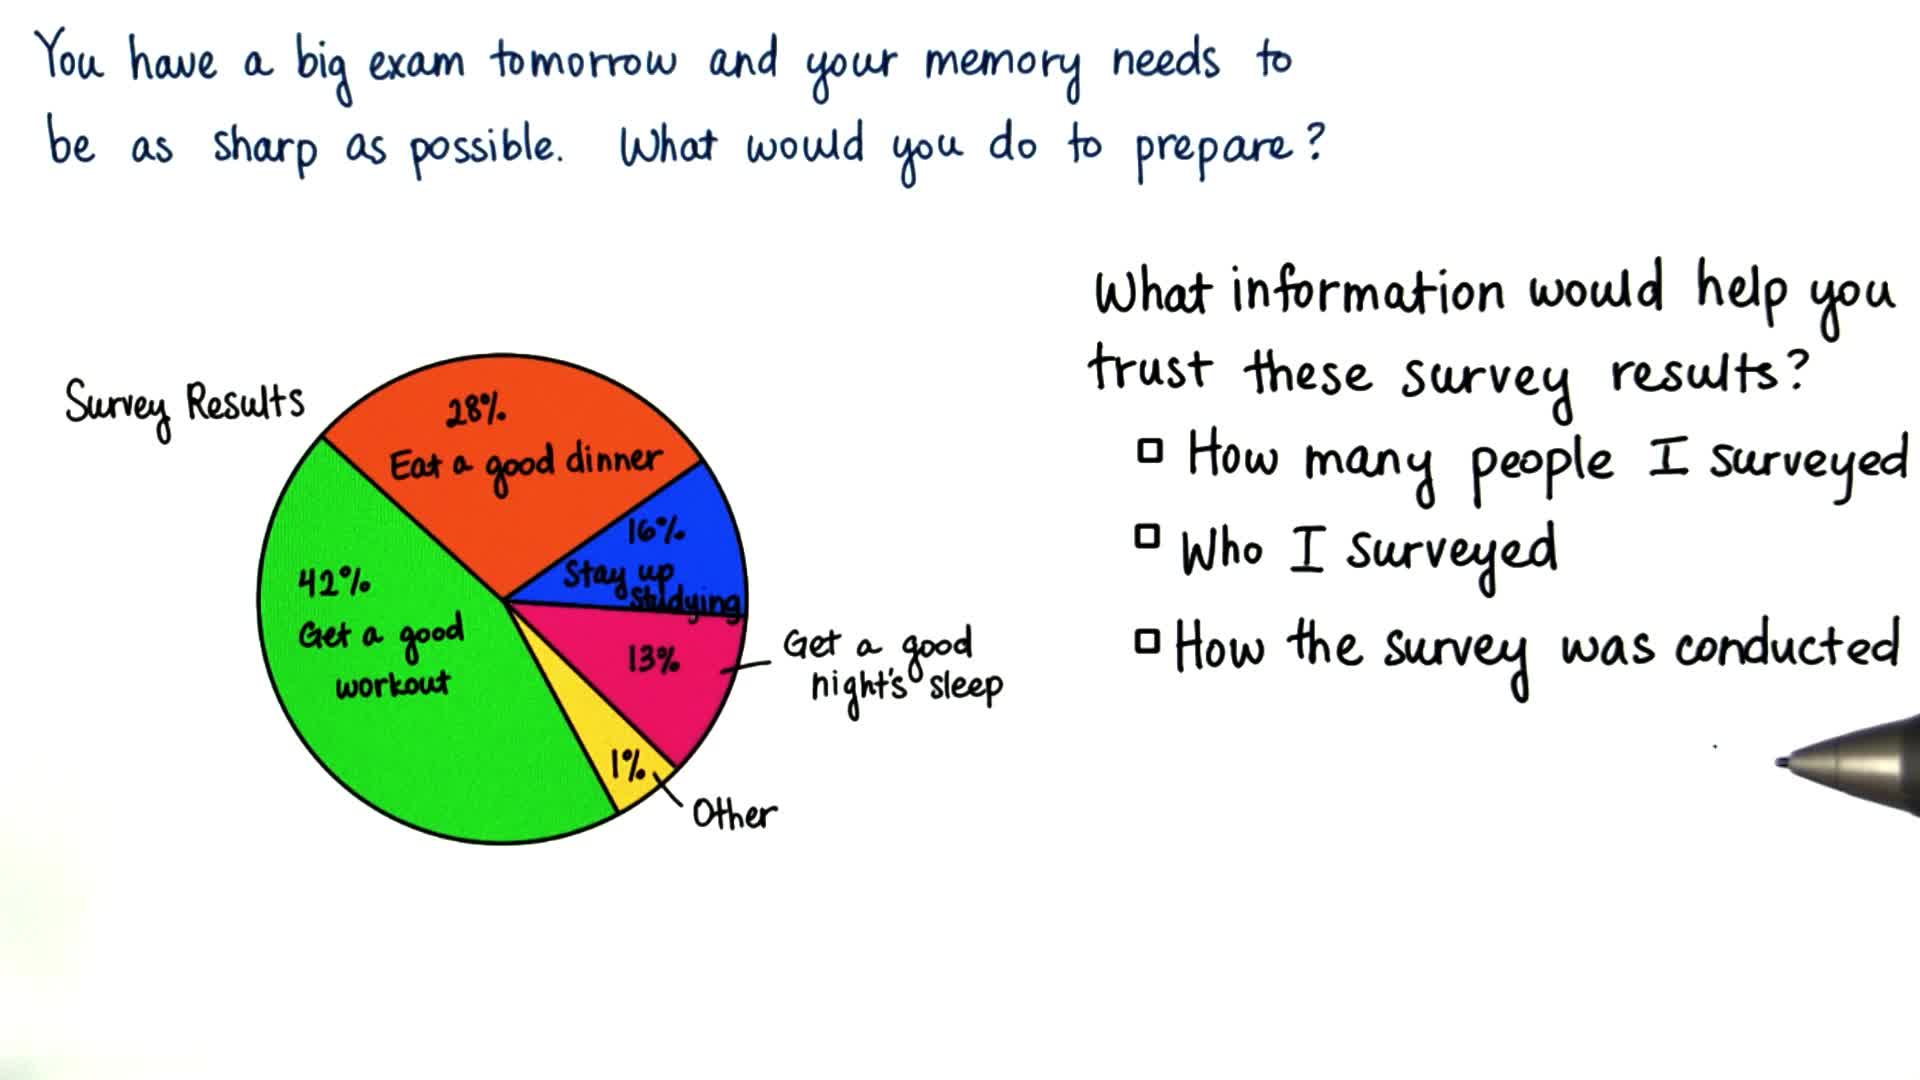 You have a big exam tomorrow and your memory needs to
be as sharp as possible. What would you do to prepare?
Survey Results
28%
Eat a good dinner
16%
Stay up
studying
42%
Get a good
workout
13%
Get a good
night's sleep
1%
Other
What information would help you
trust these survey results?
How many people I surveyed
Who I surveyed
How the survey was conducted